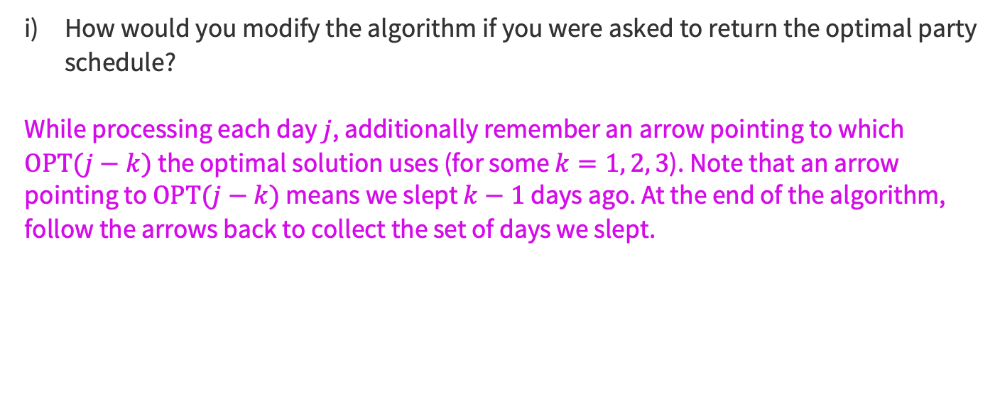 i) How would you modify the algorithm if you were asked to return the optimal party
schedule?
While processing each day j, additionally remember an arrow pointing to which
OPT(j − k) the optimal solution uses (for some k = 1, 2, 3). Note that an arrow
pointing to OPT(j − k) means we slept k − 1 days ago. At the end of the algorithm,
follow the arrows back to collect the set of days we slept.